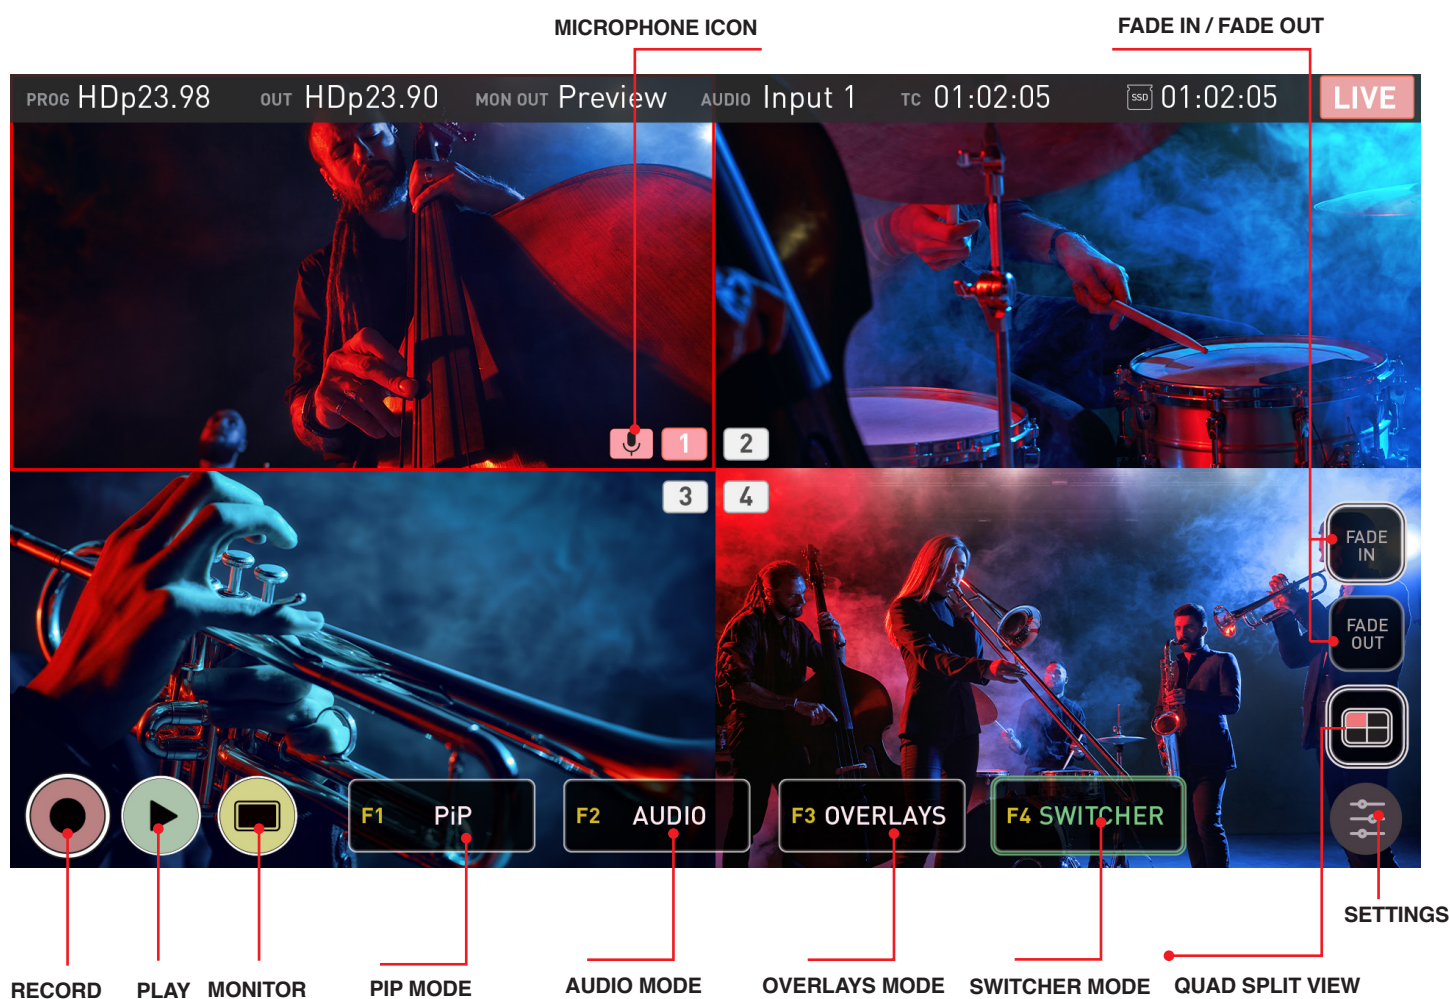 MICROPHONE ICON
FADE IN / FADE OUT
PROG HDp23.98 OUT HDp23.90 MON OUT Preview AUDIO Input 1 TC 01:02:05 SSD 01:02:05 LIVE
1
2
3
4
FADE
IN
FADE
OUT
F1 PiP
F2 AUDIO
F3 OVERLAYS
F4 SWITCHER
SETTINGS
RECORD
PLAY
MONITOR
PIP MODE
AUDIO MODE
OVERLAYS MODE
SWITCHER MODE
QUAD SPLIT VIEW